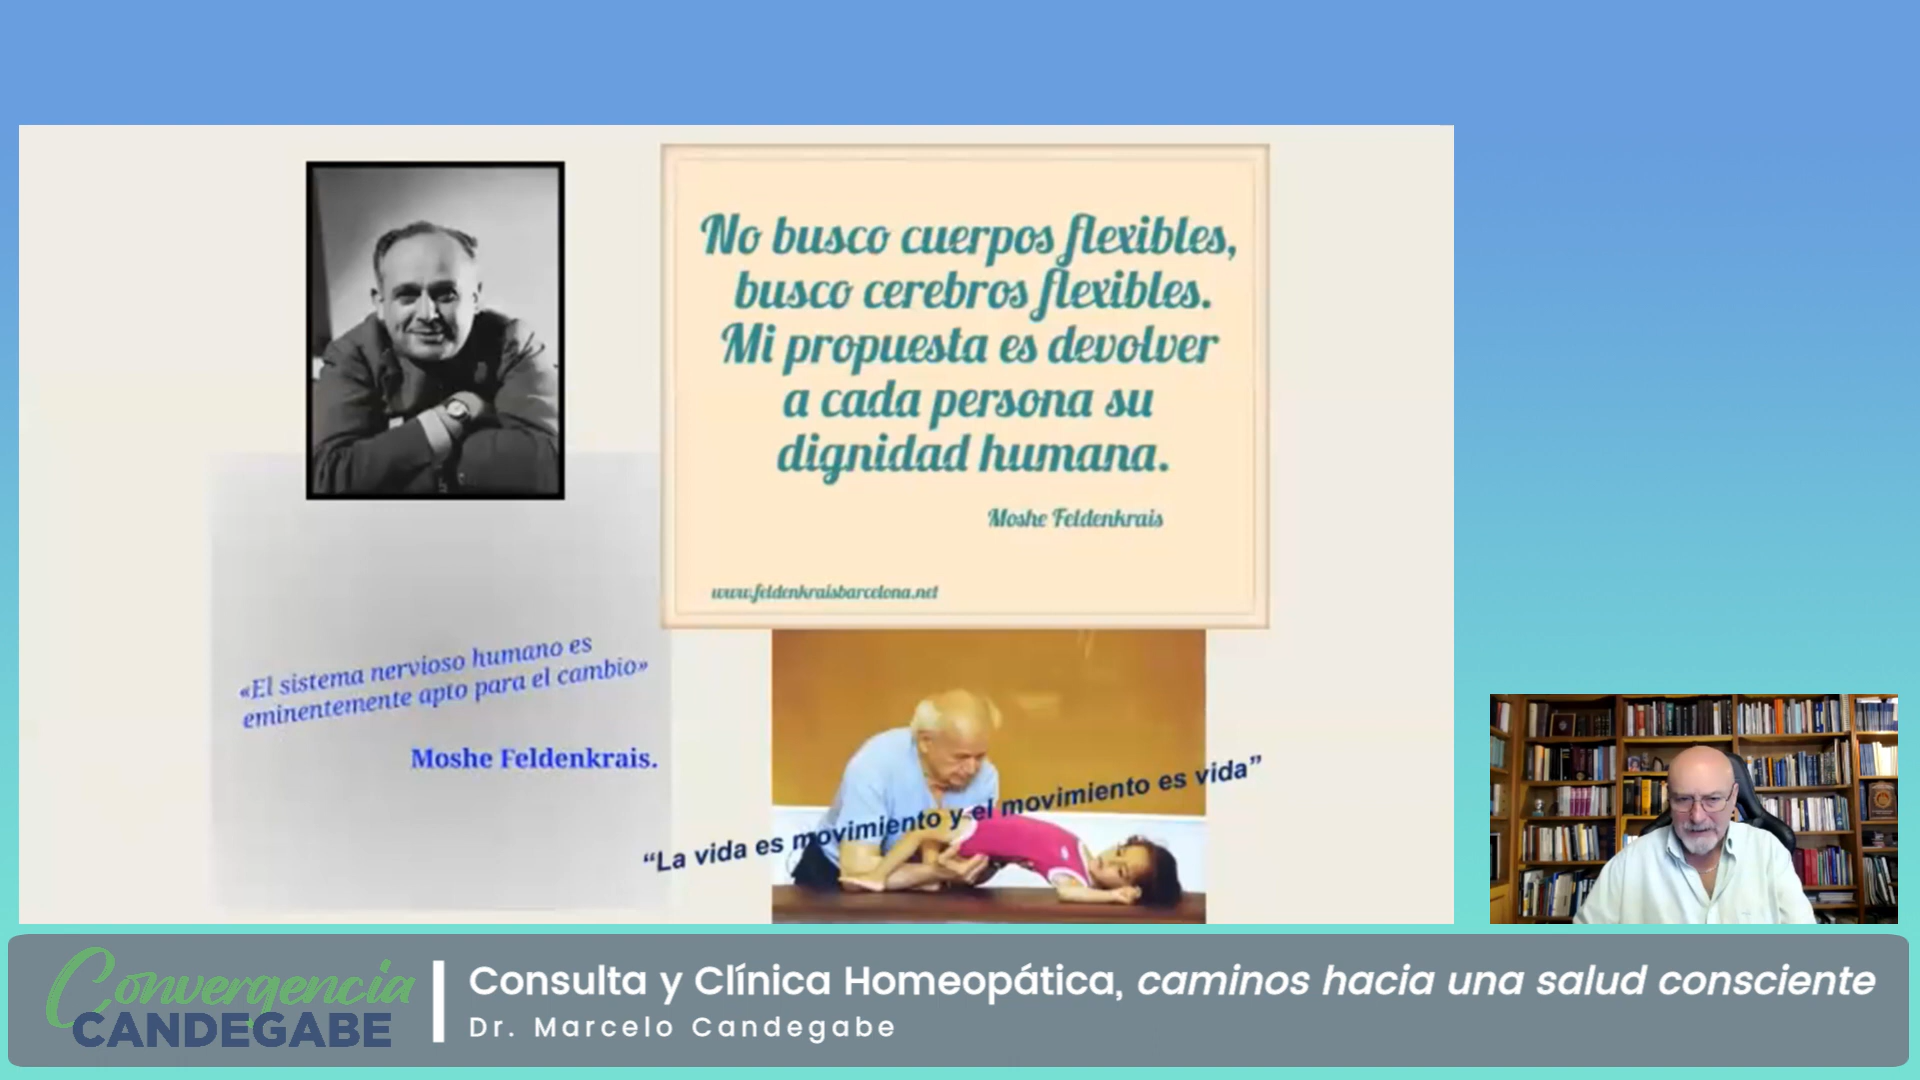 No busco cuerpos flexibles,
busco cerebros flexibles.
Mi propuesta es devolver
a cada persona su
dignidad humana.
Moshe Feldenkrais
www.feldenkraisbarcelona.net
«El sistema nervioso humano es
eminentemente apto para el cambio»
Moshe Feldenkrais.
“La vida es movimiento y el movimiento es vida”
Convergencia
CANDEGABE
Consulta y Clínica Homeopática, caminos hacia una salud consciente
Dr. Marcelo Candegabe